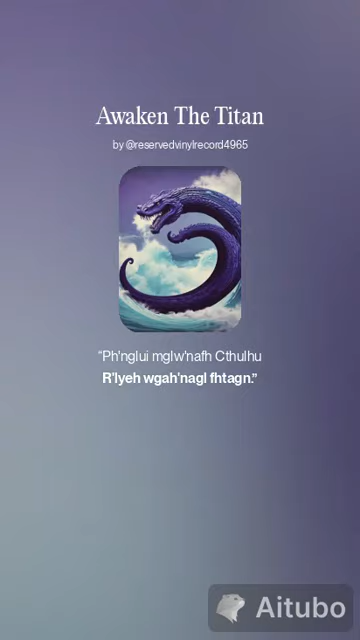 Awaken The Titan
by @reservedvinylrecord4965
“Ph'nglui mglw'nafh Cthulhu
R'lyeh wgah'nagl fhtagn.”
Aitubo